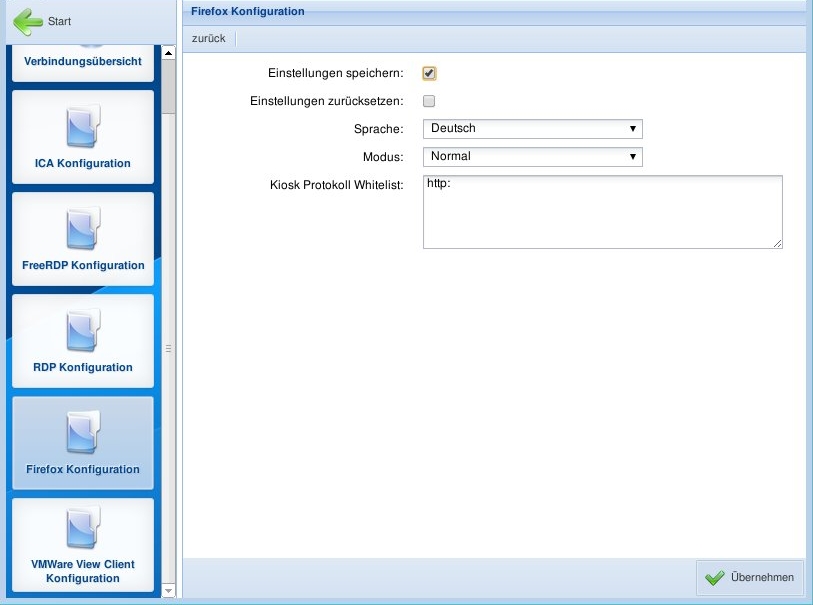 Start
Verbindungsübersicht
ICA Konfiguration
FreeRDP Konfiguration
RDP Konfiguration
Firefox Konfiguration
VMWare View Client
Konfiguration
Firefox Konfiguration
zurück
Einstellungen speichern:
Einstellungen zurücksetzen:
Sprache: Deutsch
Modus: Normal
Kiosk Protokoll Whitelist: http:
Übernehmen